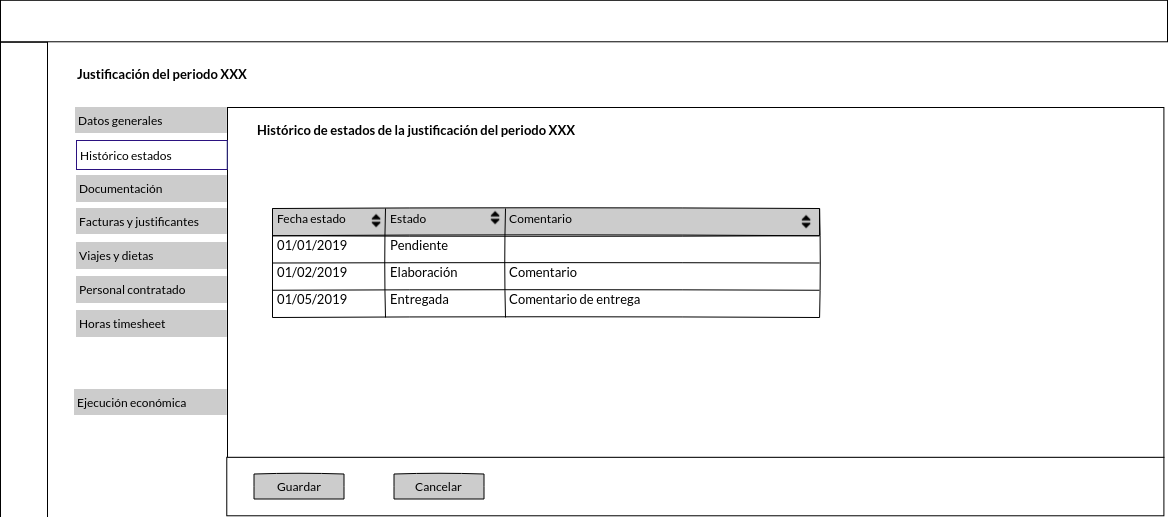 Justificación del periodo XXX
Datos generales
Histórico estados
Documentación
Facturas y justificantes
Viajes y dietas
Personal contratado
Horas timesheet
Ejecución económica
Histórico de estados de la justificación del periodo XXX
Fecha estado Estado Comentario
01/01/2019 Pendiente
01/02/2019 Elaboración Comentario
01/05/2019 Entregada Comentario de entrega
Guardar Cancelar